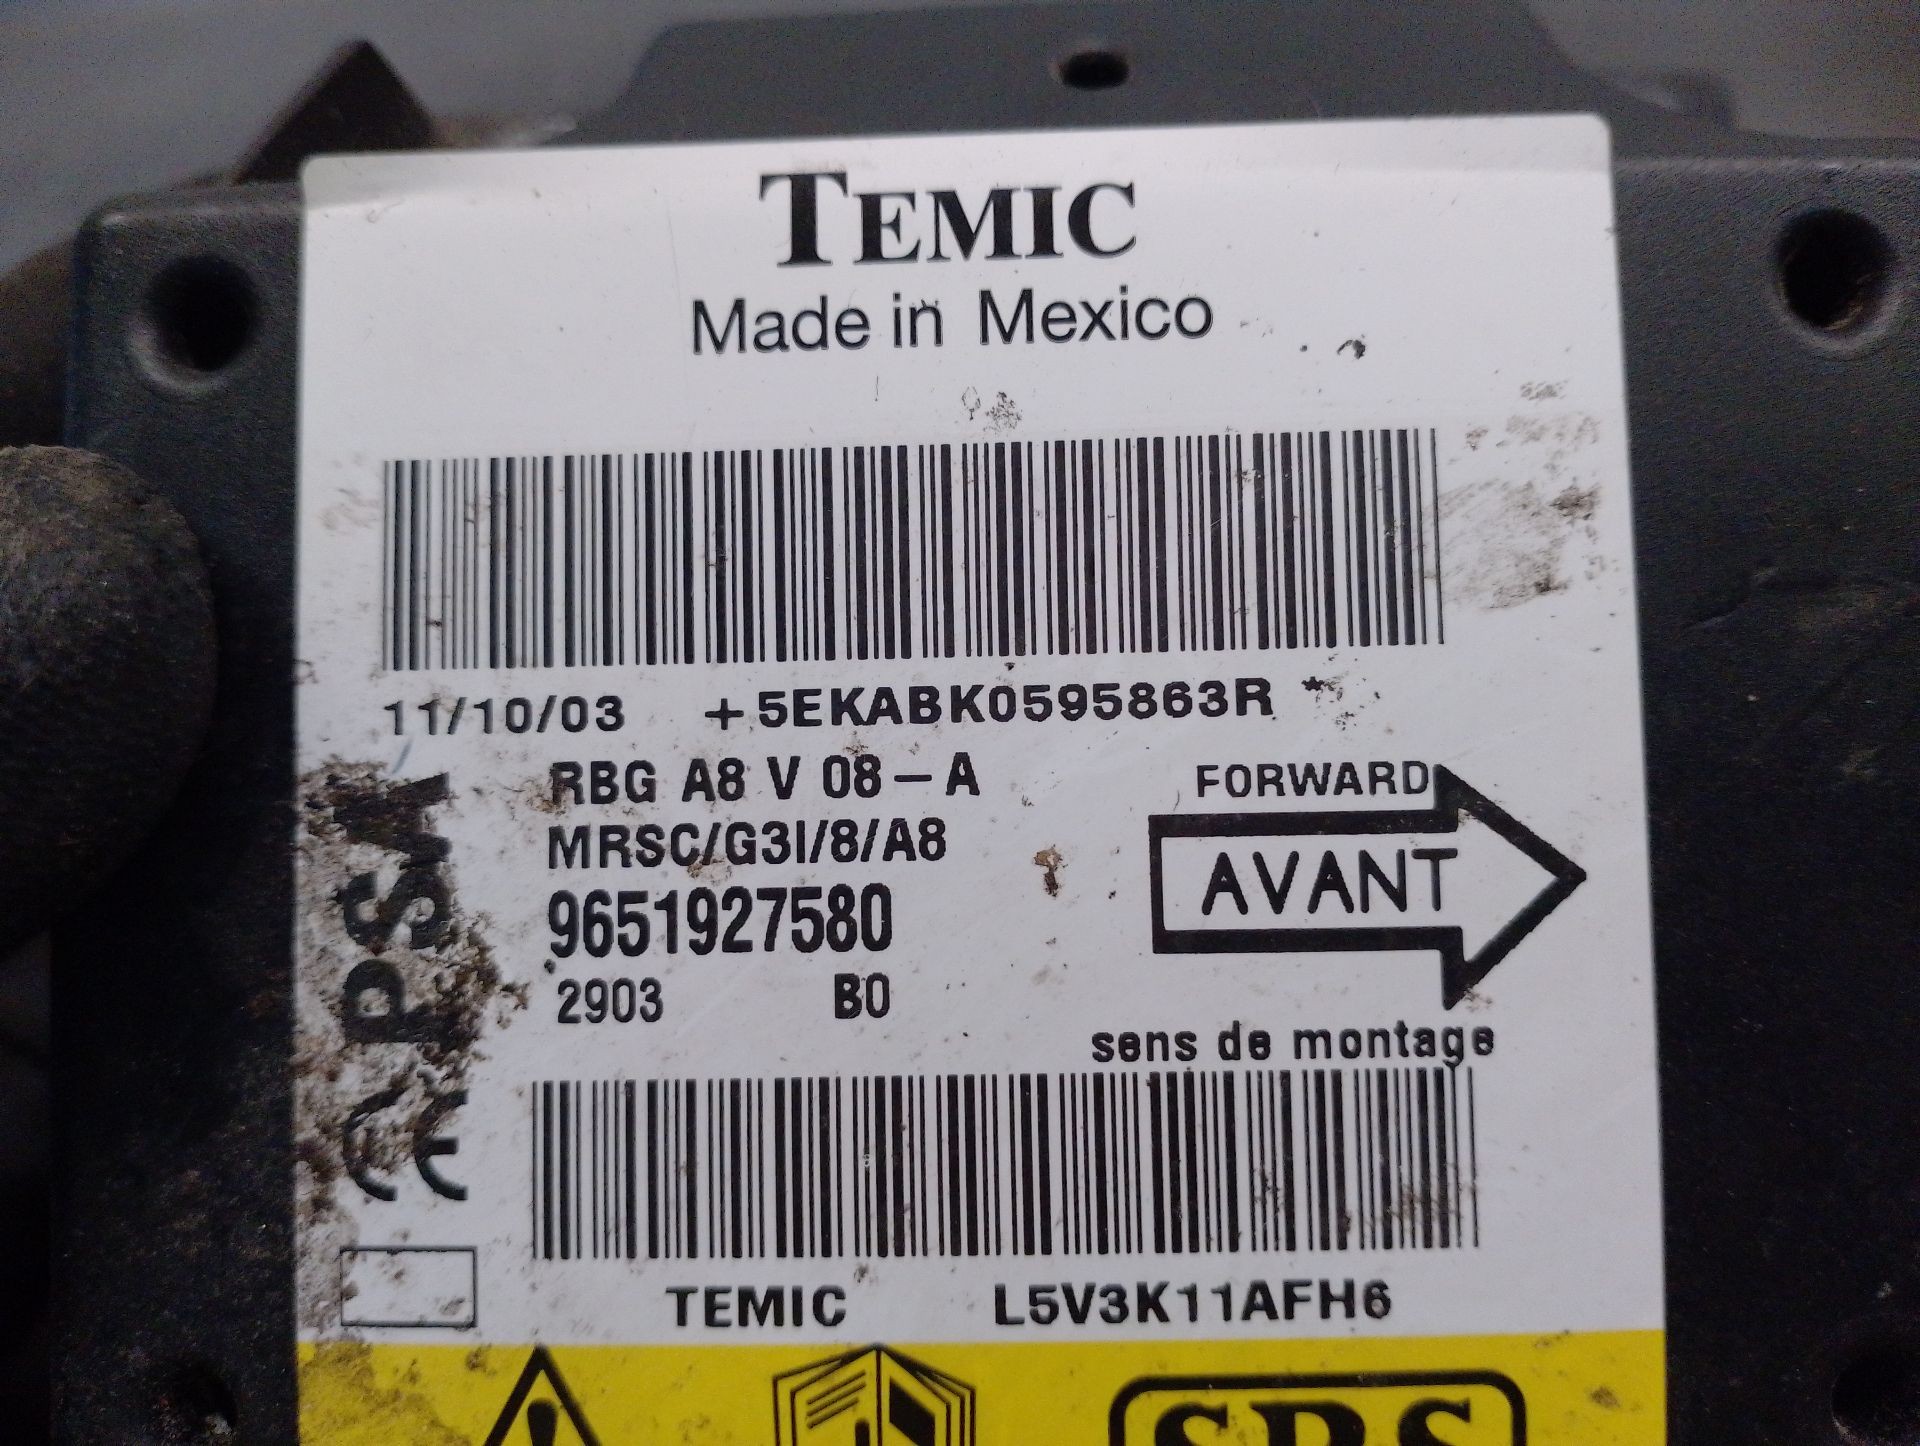 TEMIC
Made in Mexico
11/10/03 +5EKABK0595863R *
RBG A8 V 08-A
MRSC/G3I/8/A8
9651927580
2903 B0
PSA
FORWARD
AVANT
sens de montage
TEMIC L5V3K11AFH6
SRS